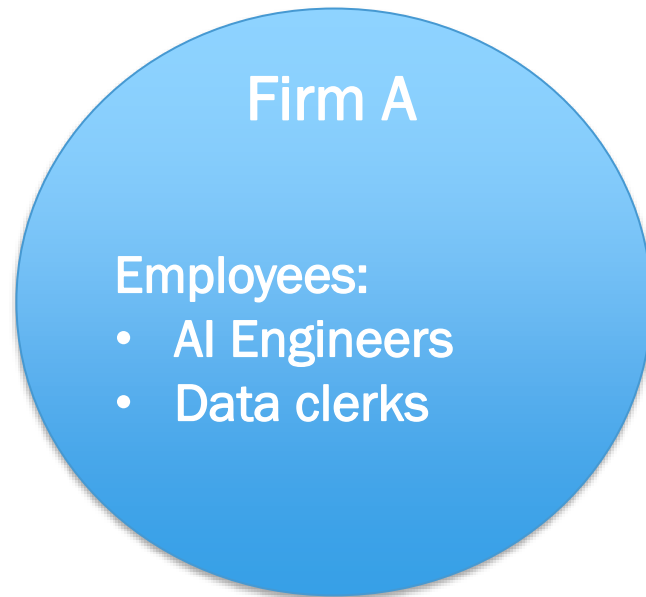 Firm A
Employees:
• AI Engineers
• Data clerks